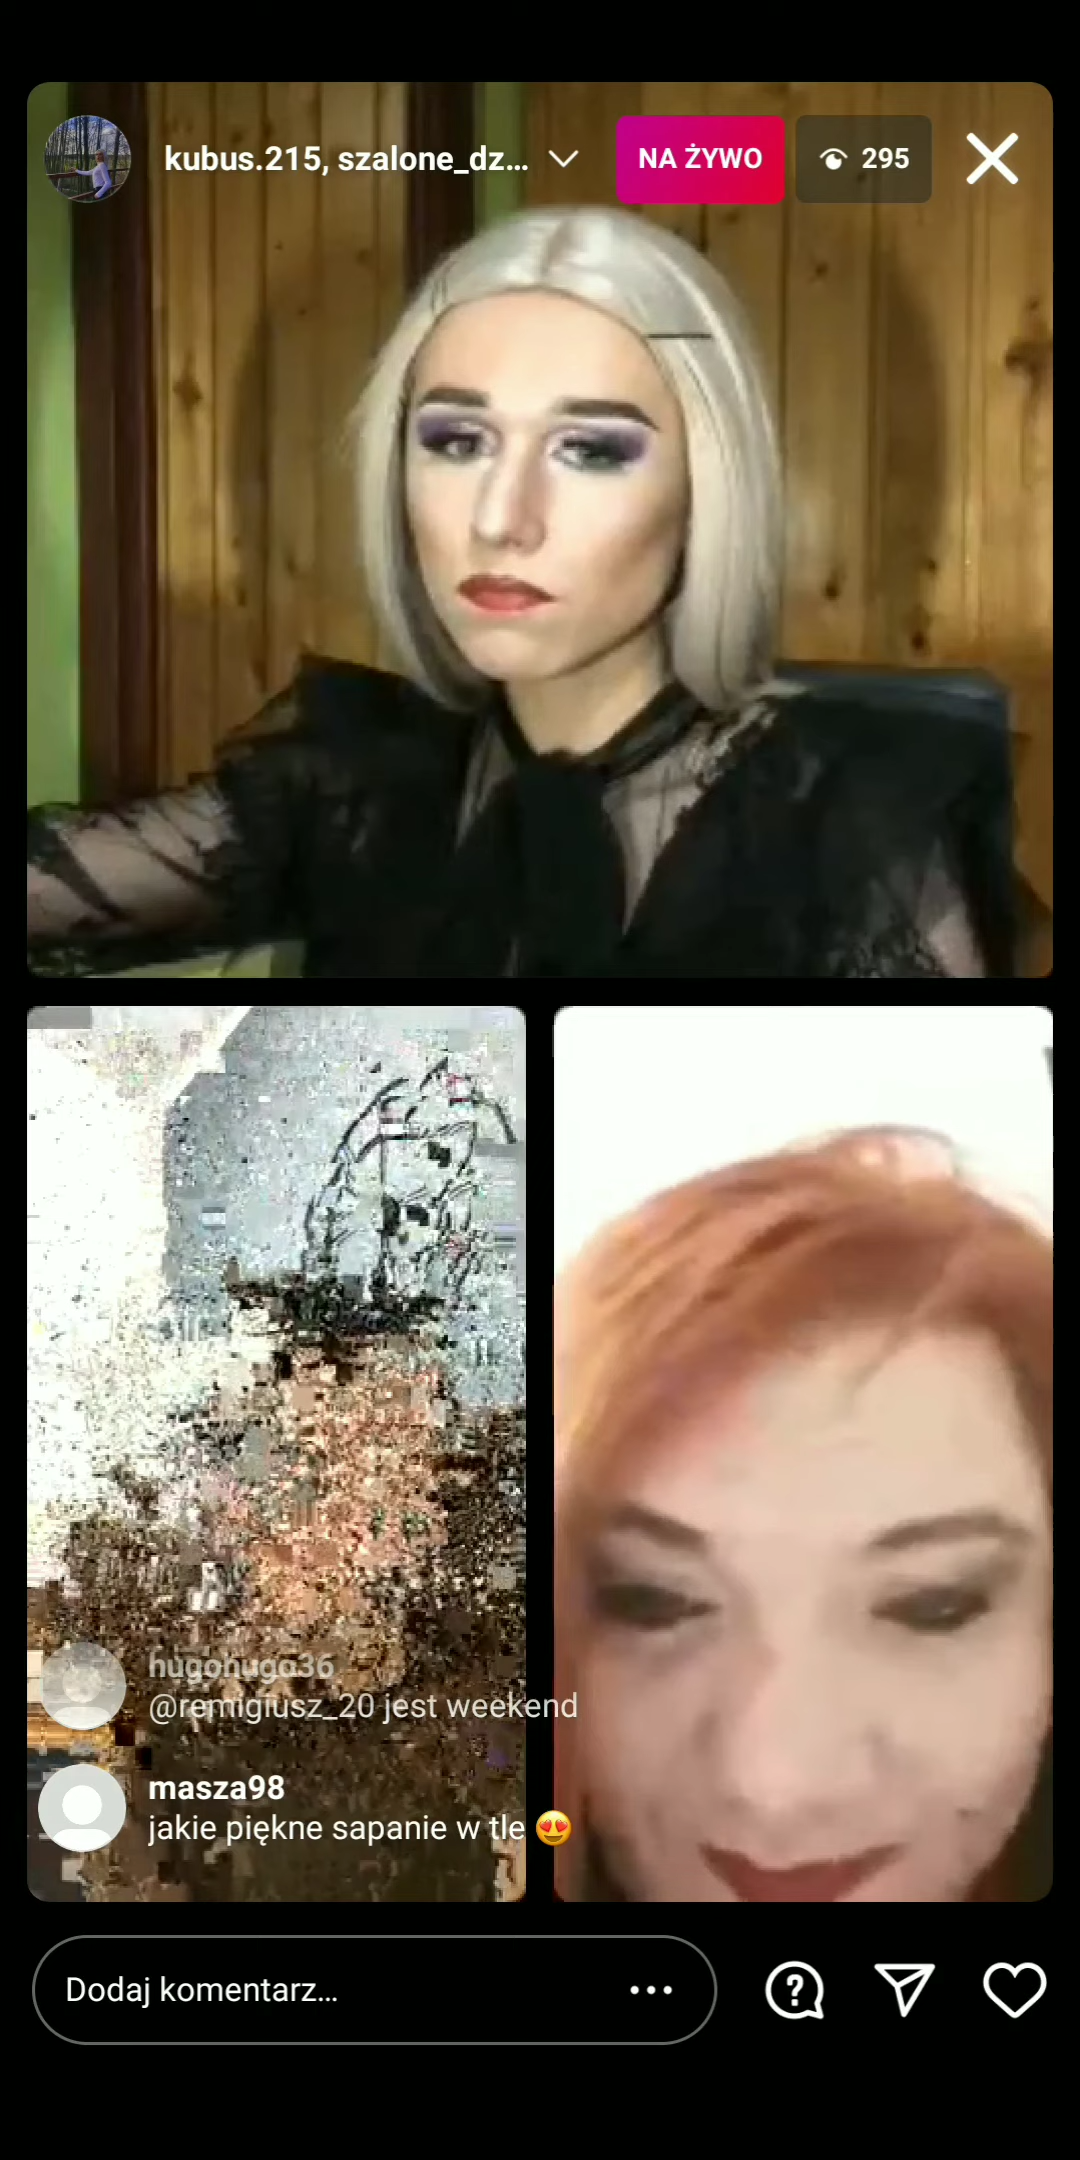 kubus.215, szalone_dz...
NA ŻYWO
295
hugohugo36
@remigiusz_20 jest weekend
masza98
jakie piękne sapanie w tle 😍
Dodaj komentarz...